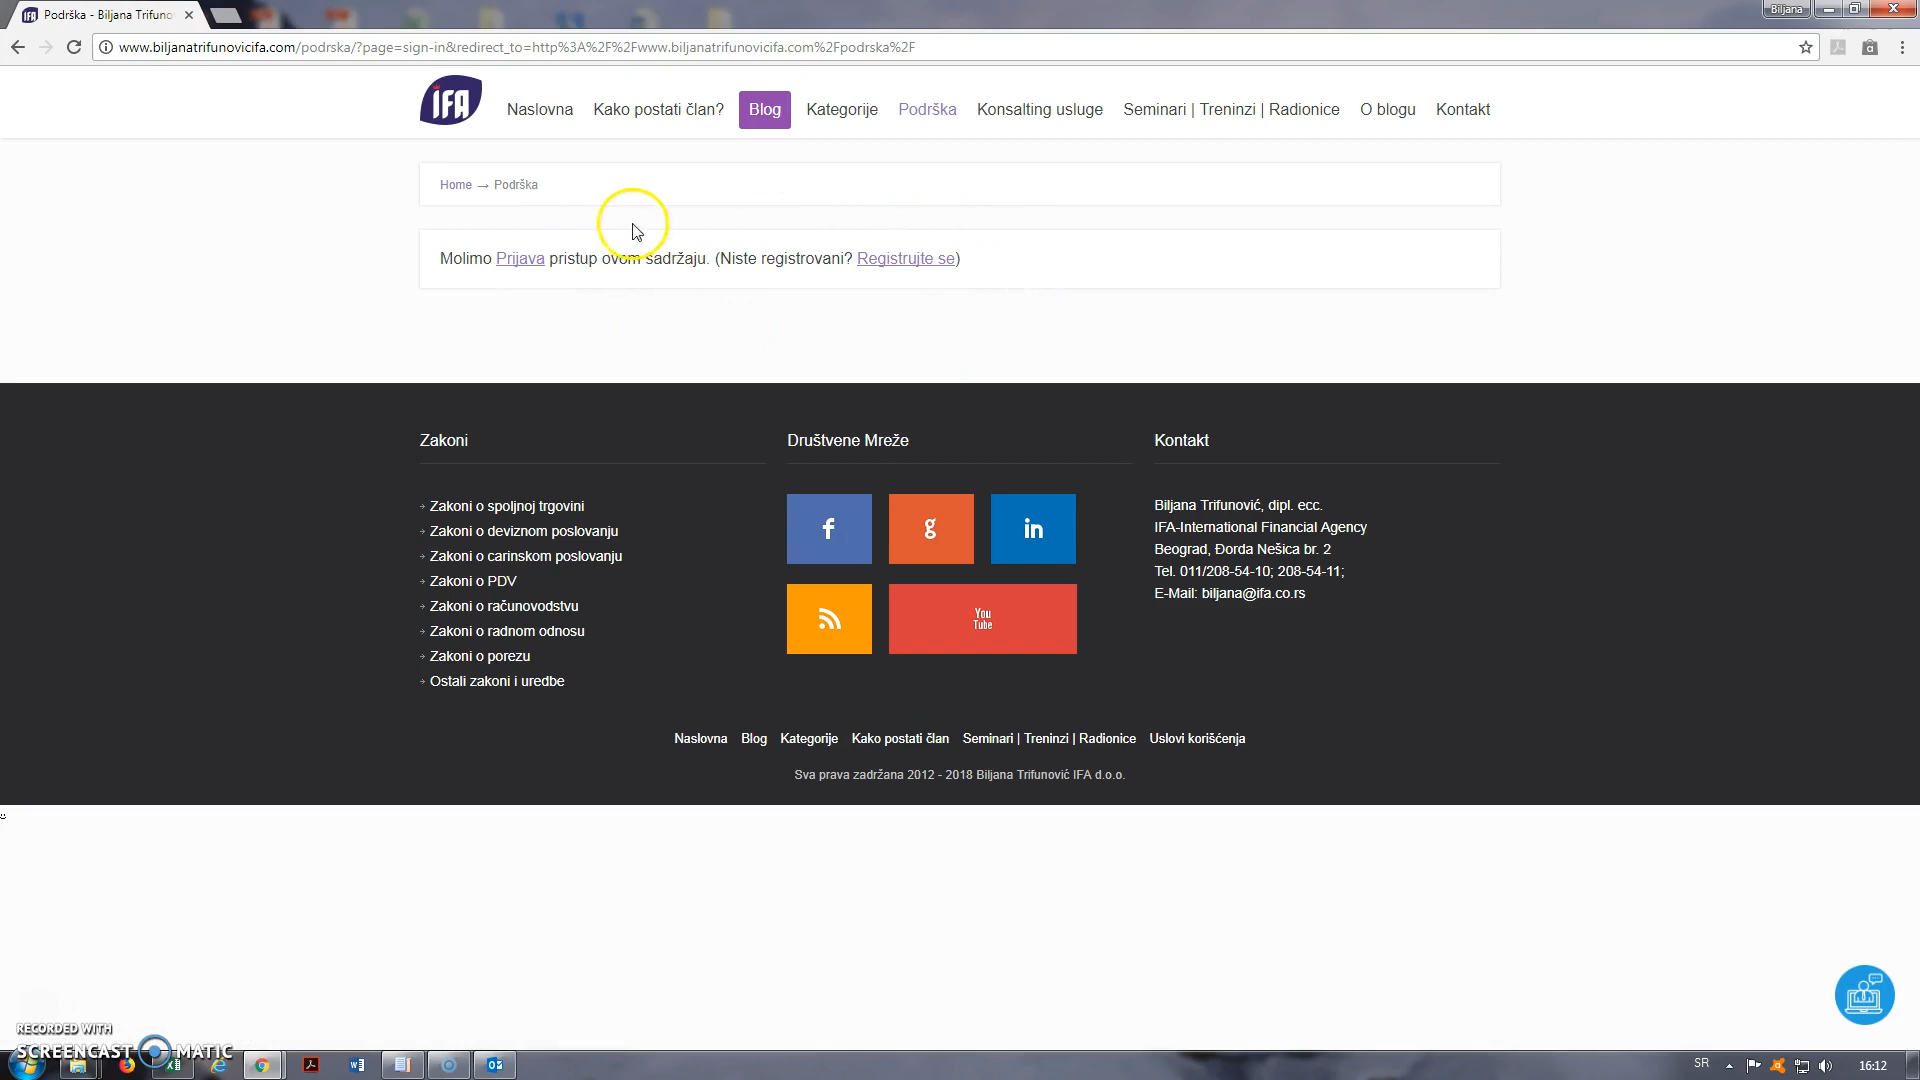 Podrška - Biljana Trifuno
Biljana
www.biljanatrifunovicifa.com/podrska/?page=sign-in&redirect_to=http%3A%2F%2Fwww.biljanatrifunovicifa.com%2Fpodrska%2F
IFA
Naslovna Kako postati član? Blog Kategorije Podrška Konsalting usluge Seminari | Treninzi | Radionice O blogu Kontakt
Home → Podrška
Molimo Prijava pristup ovom sadržaju. (Niste registrovani? Registrujte se)
Zakoni
Zakoni o spoljnoj trgovini
Zakoni o deviznom poslovanju
Zakoni o carinskom poslovanju
Zakoni o PDV
Zakoni o računovodstvu
Zakoni o radnom odnosu
Zakoni o porezu
Ostali zakoni i uredbe
Društvene Mreže
f g in
You
Tube
Kontakt
Biljana Trifunović, dipl. ecc.
IFA-International Financial Agency
Beograd, Đorđa Nešica br. 2
Tel. 011/208-54-10; 208-54-11;
E-Mail: biljana@ifa.co.rs
Naslovna Blog Kategorije Kako postati član Seminari | Treninzi | Radionice Uslovi korišćenja
Sva prava zadržana 2012 - 2018 Biljana Trifunović IFA d.o.o.
RECORDED WITH
SCREENCAST MATIC
SR
16:12